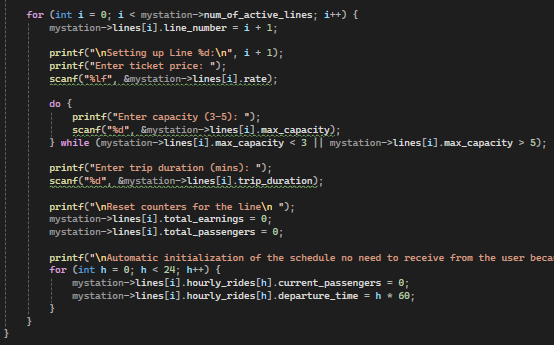 for (int i = 0; i < mystation->num_of_active_lines; i++) {
mystation->lines[i].line_number = i + 1;
printf("\nSetting up Line %d:\n", i + 1);
printf("Enter ticket price: ");
scanf("%lf", &mystation->lines[i].rate);
do {
printf("Enter capacity (3-5): ");
scanf("%d", &mystation->lines[i].max_capacity);
} while (mystation->lines[i].max_capacity < 3 || mystation->lines[i].max_capacity > 5);
printf("Enter trip duration (mins): ");
scanf("%d", &mystation->lines[i].trip_duration);
printf("\nReset counters for the line\n ");
mystation->lines[i].total_earnings = 0;
mystation->lines[i].total_passengers = 0;
printf("\nAutomatic initialization of the schedule no need to receive from the user beca
for (int h = 0; h < 24; h++) {
mystation->lines[i].hourly_rides[h].current_passengers = 0;
mystation->lines[i].hourly_rides[h].departure_time = h * 60;
}
}
}